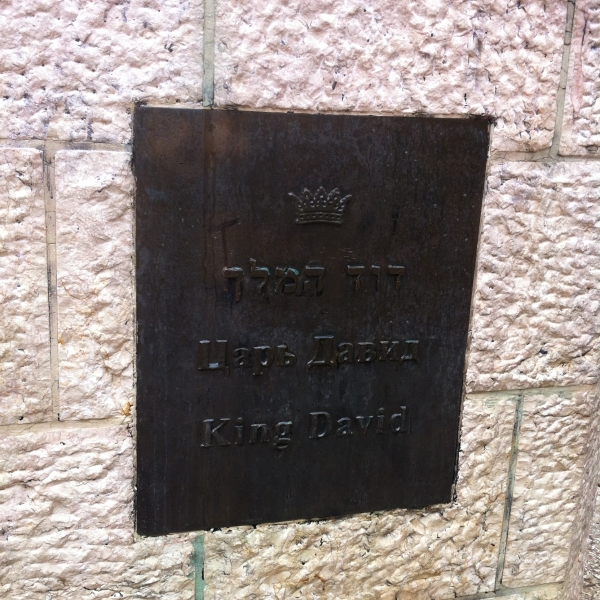 דוד המלך
Царь Давид
King David